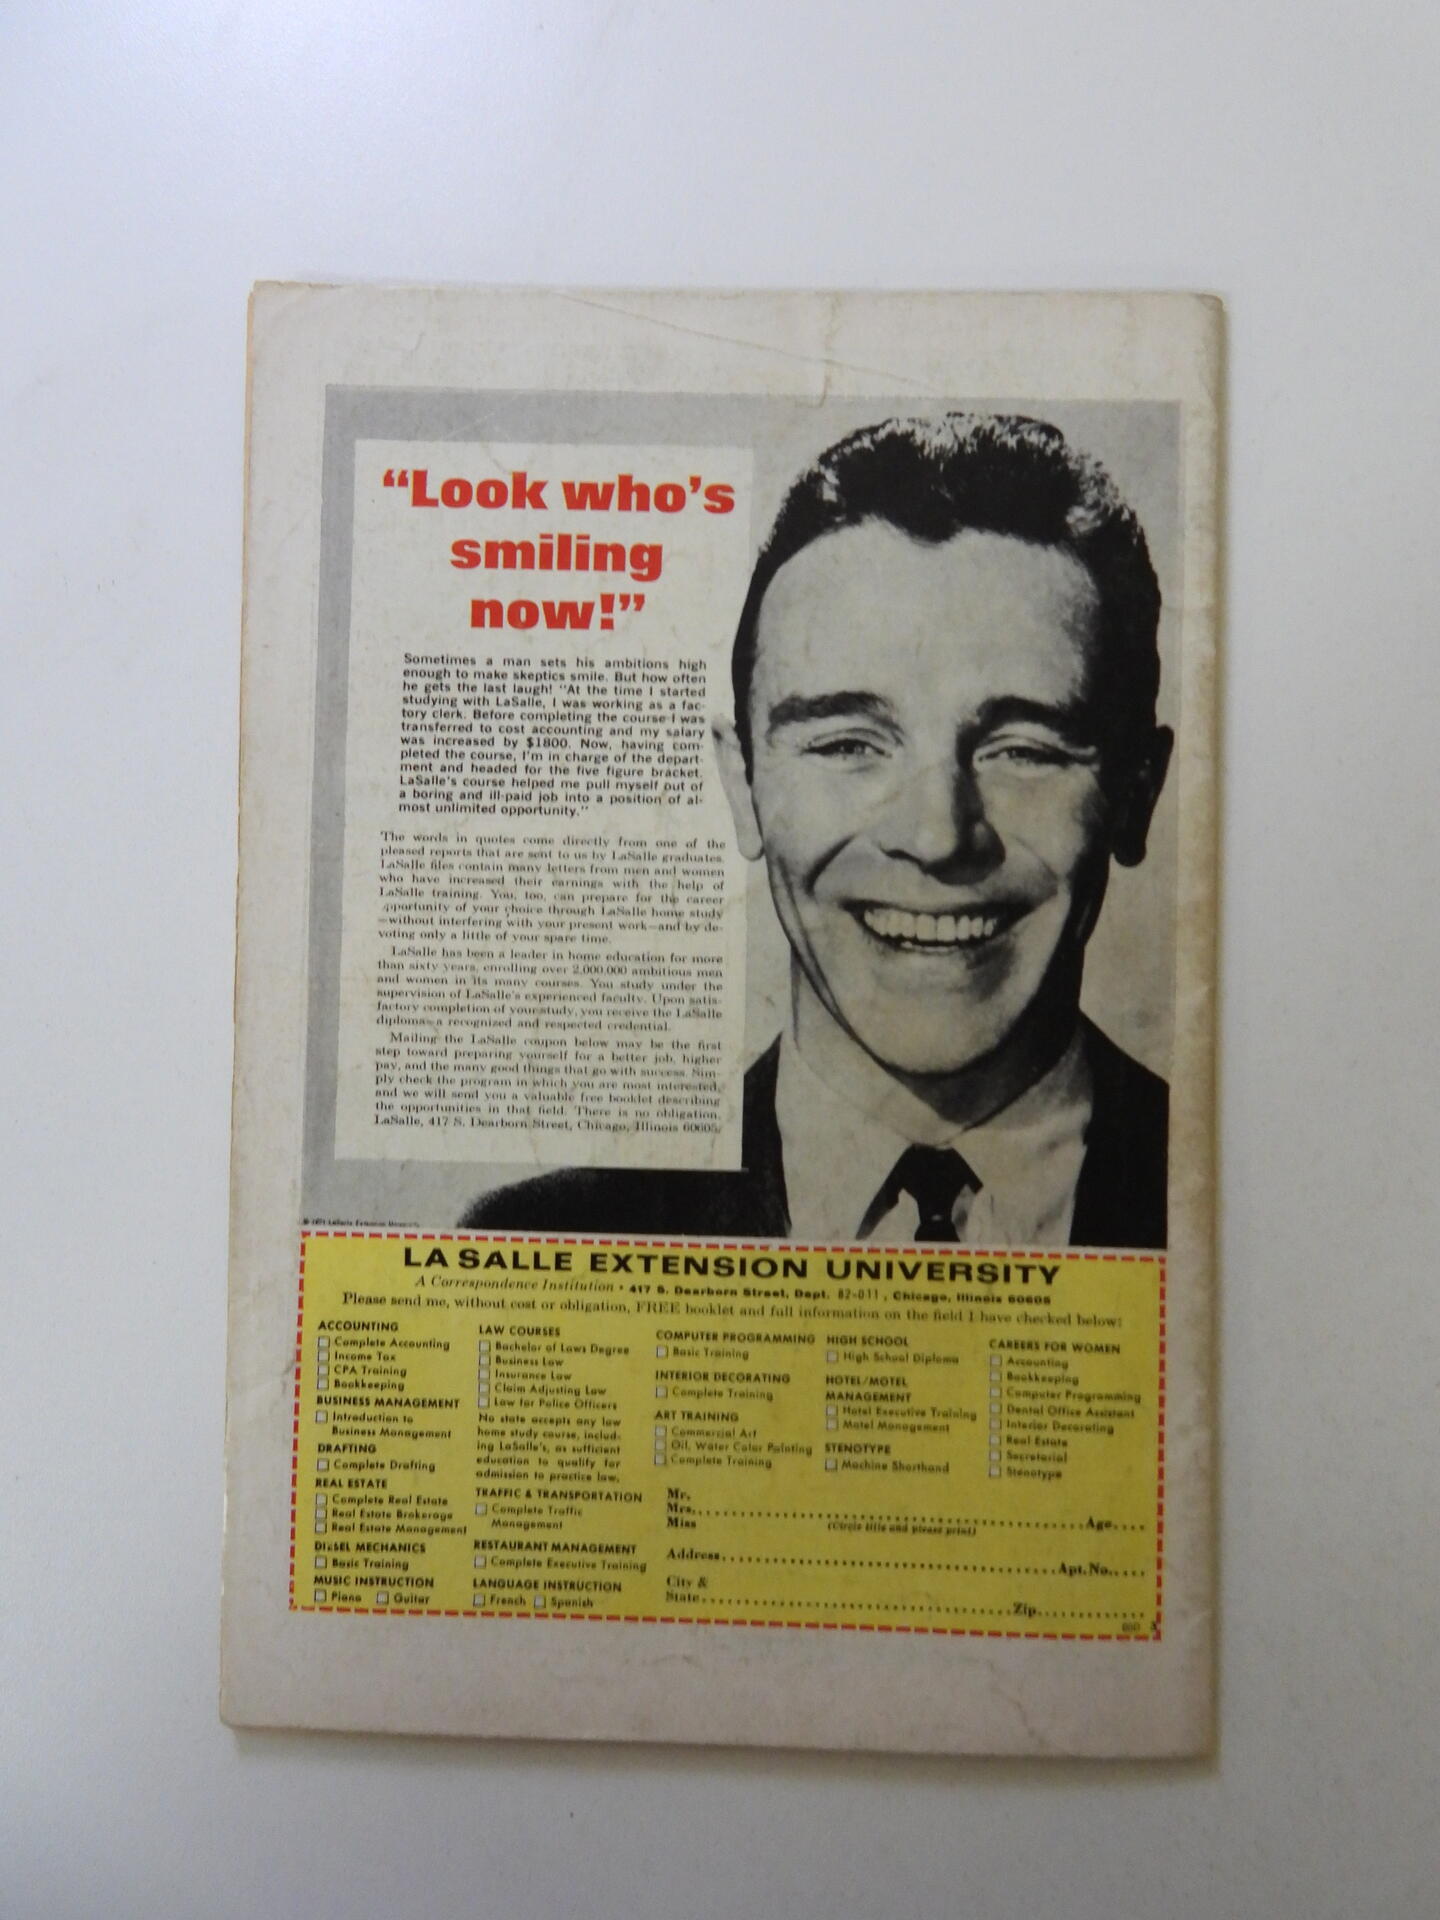 “Look who’s
smiling
now!”
Sometimes a man sets his ambitions high
enough to make skeptics smile. But how often
he gets the last laugh! "At the time I started
studying with LaSalle, I was working as a fac-
tory clerk. Before completing the course I was
transferred to cost accounting and my salary
was increased by $1800. Now, having com-
pleted the course, I'm in charge of the depart-
ment and headed for the five figure bracket.
LaSalle's course helped me pull myself out of
a boring and ill-paid job into a position of al-
most unlimited opportunity."
The words in quotes come directly from one of the
pleased reports that are sent to us by LaSalle graduates.
LaSalle files contain many letters from men and women
who have increased their earnings with the help of
LaSalle training. You, too, can prepare for the career
opportunity of your choice through LaSalle home study
—without interfering with your present work—and by de-
voting only a little of your spare time.
LaSalle has been a leader in home education for more
than sixty years, enrolling over 2,000,000 ambitious men
and women in its many courses. You study under the
supervision of LaSalle's experienced faculty. Upon satis-
factory completion of your study, you receive the LaSalle
diploma—a recognized and respected credential.
Mailing the LaSalle coupon below may be the first
step toward preparing yourself for a better job, higher
pay, and the many good things that go with success. Sim-
ply check the program in which you are most interested,
and we will send you a valuable free booklet describing
the opportunities in that field. There is no obligation.
LaSalle, 417 S. Dearborn Street, Chicago, Illinois 60605.
© 1971 LaSalle Extension University
LA SALLE EXTENSION UNIVERSITY
A Correspondence Institution • 417 S. Dearborn Street, Dept. 82-011, Chicago, Illinois 60605
Please send me, without cost or obligation, FREE booklet and full information on the field I have checked below:
ACCOUNTING
Complete Accounting
Income Tax
CPA Training
Bookkeeping
BUSINESS MANAGEMENT
Introduction to
Business Management
DRAFTING
Complete Drafting
REAL ESTATE
Complete Real Estate
Real Estate Brokerage
Real Estate Management
DIESEL MECHANICS
Basic Training
MUSIC INSTRUCTION
Piano Guitar
LAW COURSES
Bachelor of Laws Degree
Business Law
Insurance Law
Claim Adjusting Law
Law for Police Officers
No state accepts any law
home study course, includ-
ing LaSalle's, as sufficient
education to qualify for
admission to practice law.
TRAFFIC & TRANSPORTATION
Complete Traffic
Management
RESTAURANT MANAGEMENT
Complete Executive Training
LANGUAGE INSTRUCTION
French Spanish
COMPUTER PROGRAMMING
Basic Training
INTERIOR DECORATING
Complete Training
ART TRAINING
Commercial Art
Oil, Water Color Painting
Complete Training
HIGH SCHOOL
High School Diploma
HOTEL/MOTEL
MANAGEMENT
Hotel Executive Training
Motel Management
STENOTYPE
Machine Shorthand
CAREERS FOR WOMEN
Accounting
Bookkeeping
Computer Programming
Dental Office Assistant
Interior Decorating
Real Estate
Secretarial
Stenotype
Mr.
Mrs.
Miss (Circle title and please print) Age
Address Apt. No.
City &
State Zip